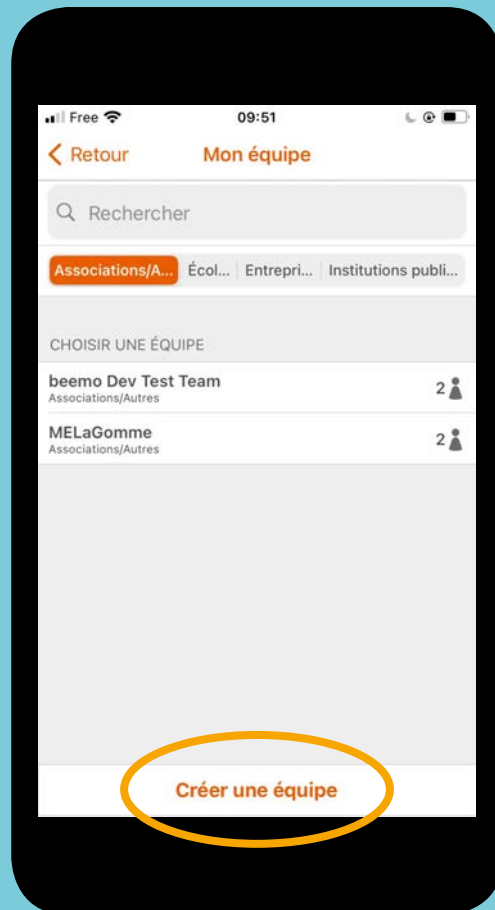 Free 09:51
Retour Mon équipe
Rechercher
Associations/A... Écol... Entrepri... Institutions publi...
CHOISIR UNE ÉQUIPE
beemo Dev Test Team 2
Associations/Autres
MELaGomme 2
Associations/Autres
Créer une équipe